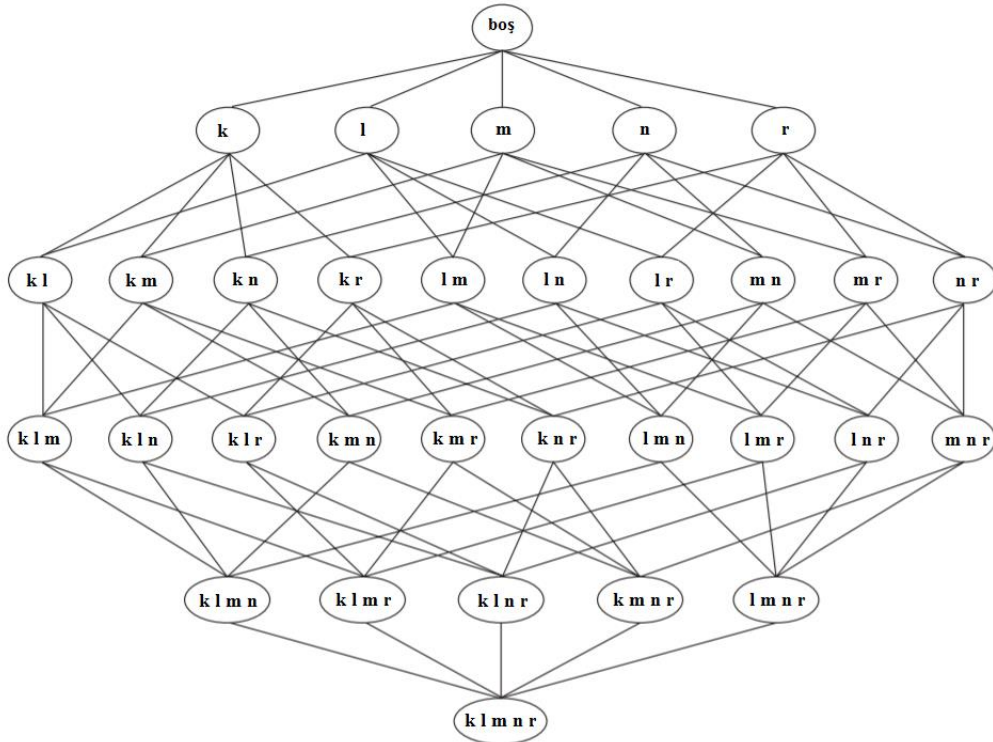 boş
k l m n r
k l k m k n k r l m l n l r m n m r n r
k l m k l n k l r k m n k m r k n r l m n l m r l n r m n r
k l m n k l m r k l n r k m n r l m n r
k l m n r